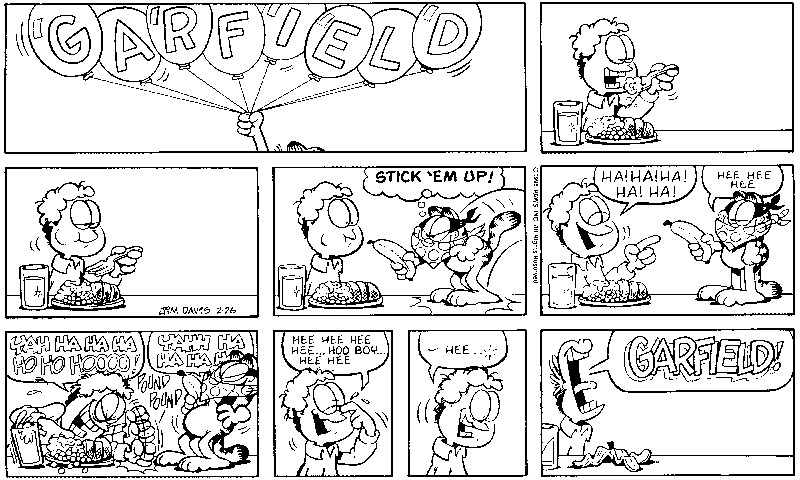 GARFIELD
JIM DAVIS 2-26
STICK 'EM UP!
HA! HA! HA!
HA! HA!
HEE HEE
HEE
YAH HA HA HA
HO HO HOOOO!
POUND
POUND
YAHH HA
HA HA HA
HEE HEE HEE
HEE... HOO BOY...
HEE HEE
HEE...
GARFIELD!